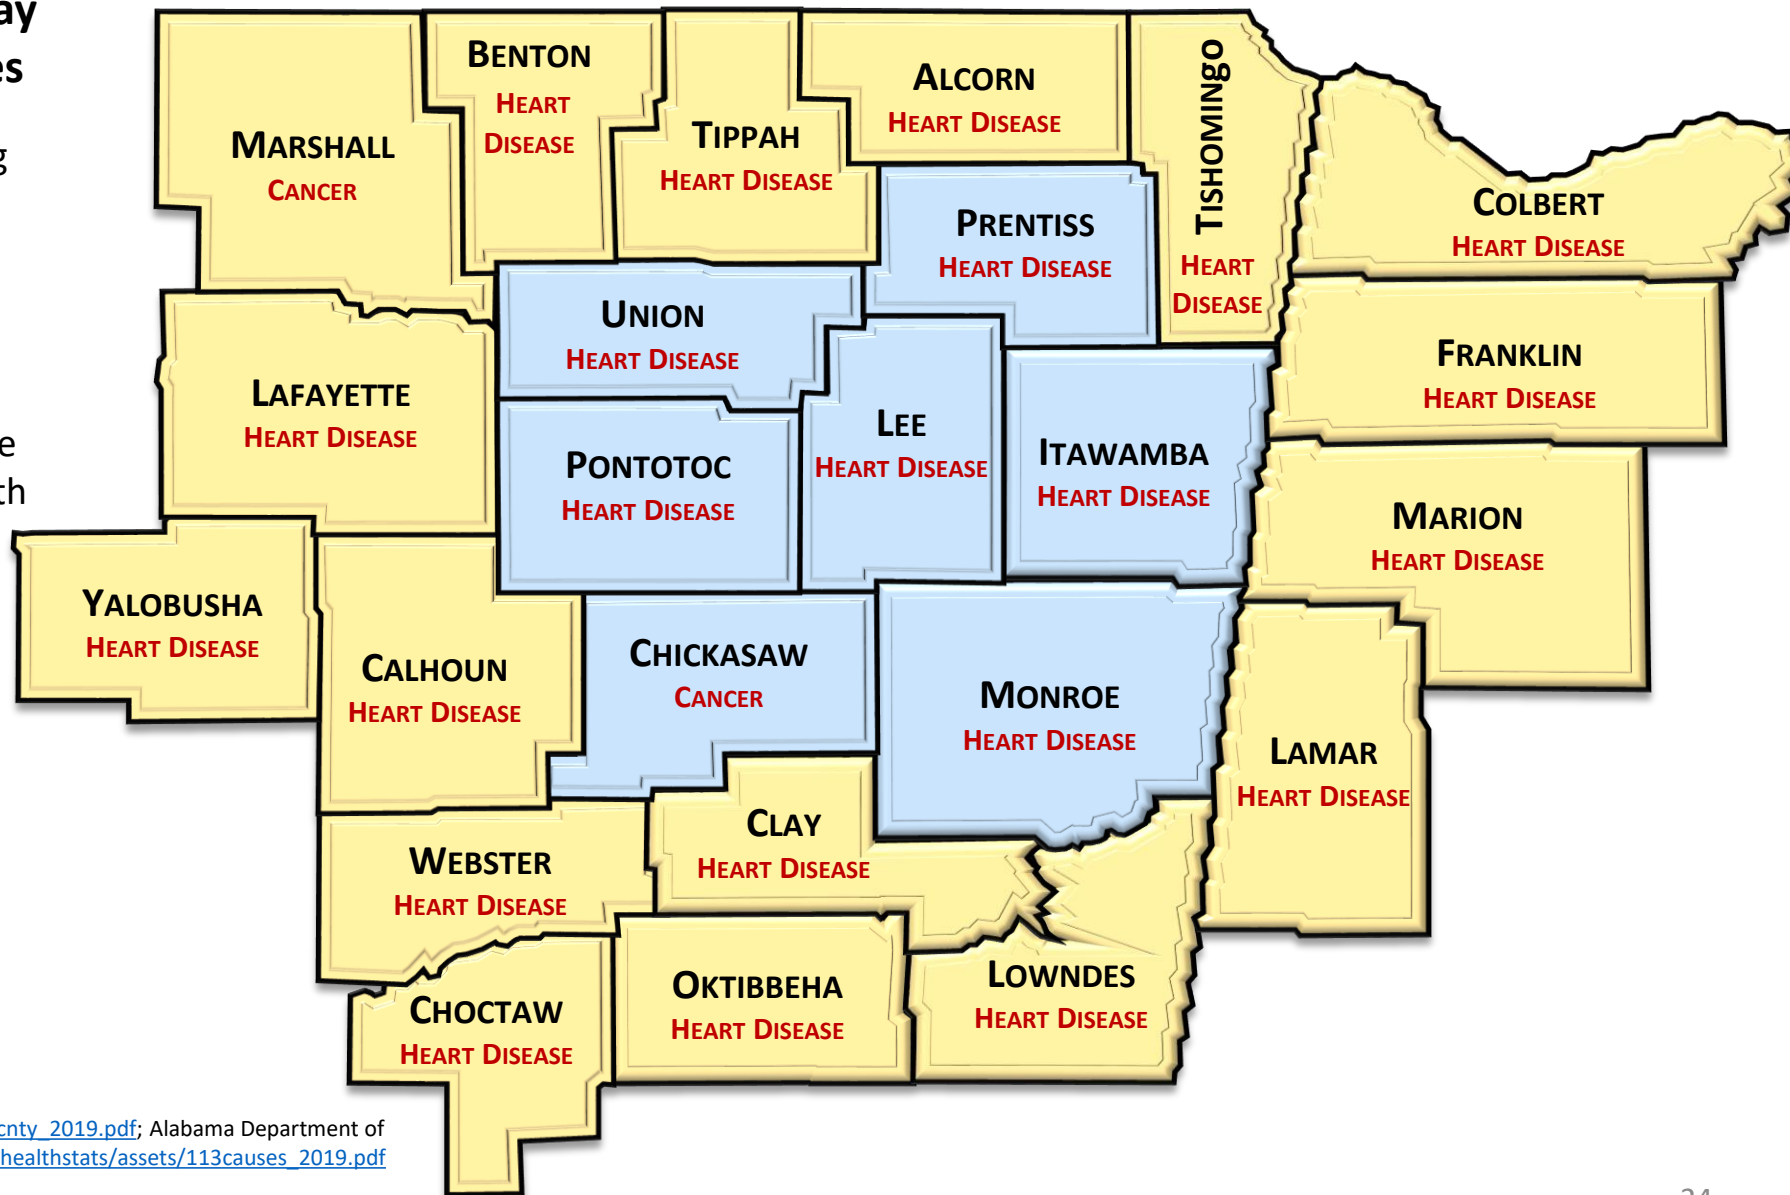 ay
es
g
e
th
BENTON
HEART
DISEASE
ALCORN
HEART DISEASE
TISHOMINGO
HEART
DISEASE
MARSHALL
CANCER
TIPPAH
HEART DISEASE
COLBERT
HEART DISEASE
PRENTISS
HEART DISEASE
UNION
HEART DISEASE
FRANKLIN
HEART DISEASE
LAFAYETTE
HEART DISEASE
LEE
HEART DISEASE
PONTOTOC
HEART DISEASE
ITAWAMBA
HEART DISEASE
MARION
HEART DISEASE
YALOBUSHA
HEART DISEASE
CALHOUN
HEART DISEASE
CHICKASAW
CANCER
MONROE
HEART DISEASE
LAMAR
HEART DISEASE
CLAY
HEART DISEASE
WEBSTER
HEART DISEASE
CHOCTAW
HEART DISEASE
OKTIBBEHA
HEART DISEASE
LOWNDES
HEART DISEASE
cnty_2019.pdf; Alabama Department of
healthstats/assets/113causes_2019.pdf